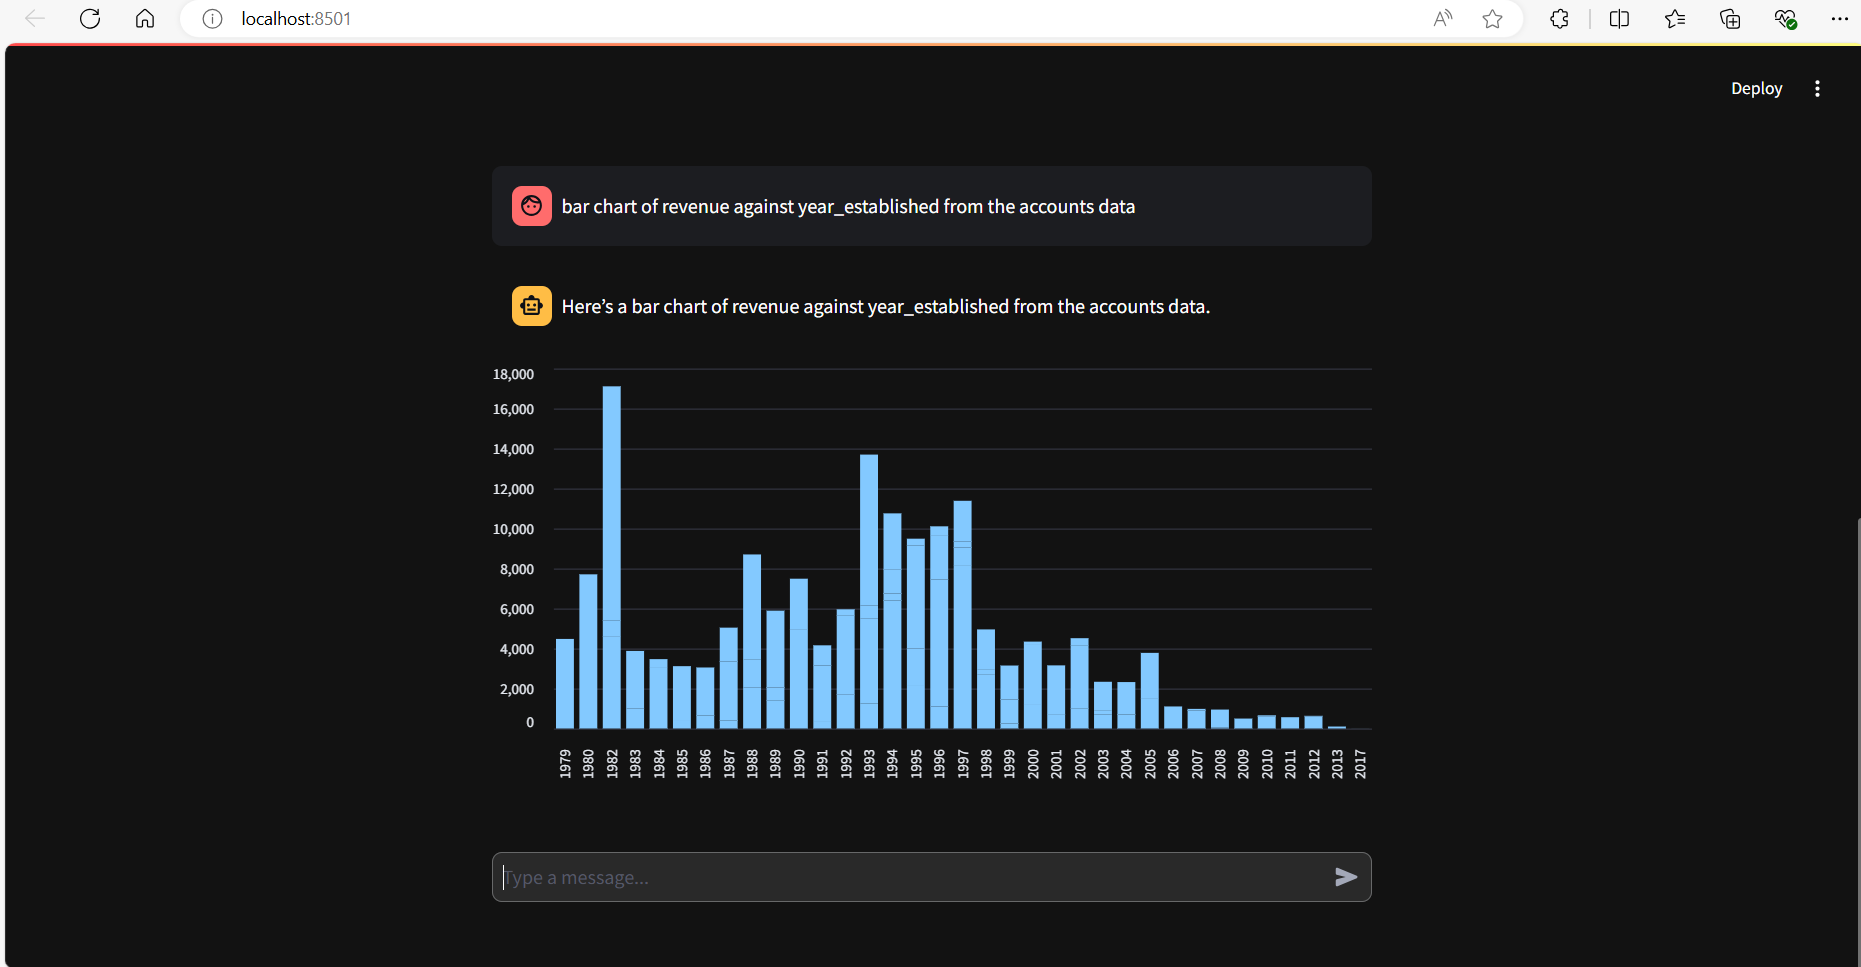 localhost:8501
Deploy
bar chart of revenue against year_established from the accounts data
Here’s a bar chart of revenue against year_established from the accounts data.
18,000
16,000
14,000
12,000
10,000
8,000
6,000
4,000
2,000
0
1979 1980 1982 1983 1984 1985 1986 1987 1988 1989 1990 1991 1992 1993 1994 1995 1996 1997 1998 1999 2000 2001 2002 2003 2004 2005 2006 2007 2008 2009 2010 2011 2012 2013 2017
Type a message...